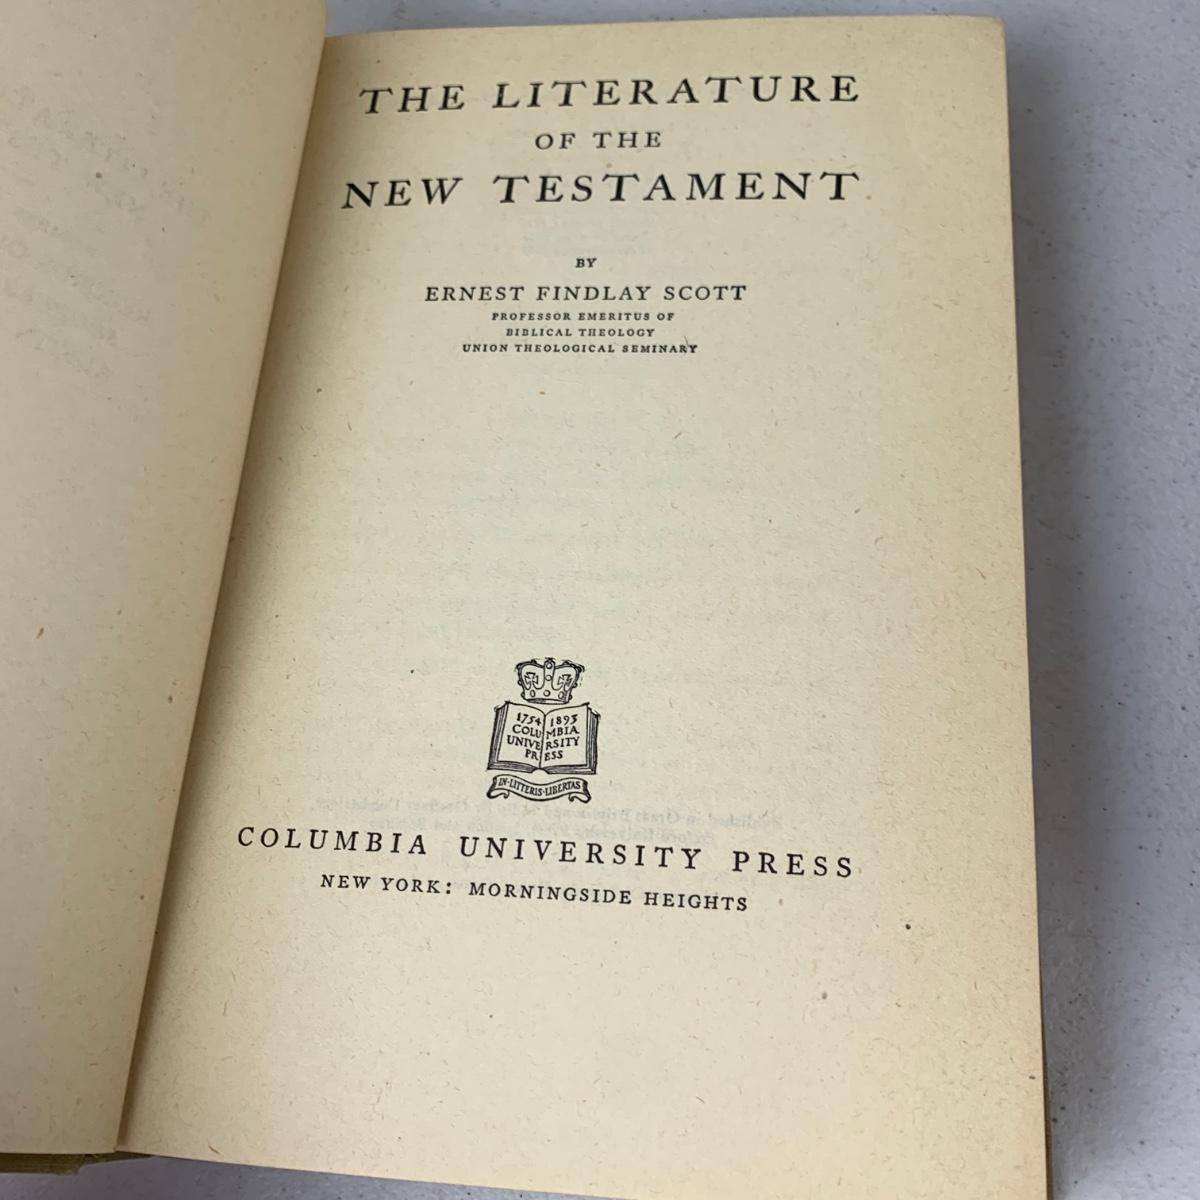 THE LITERATURE
OF THE
NEW TESTAMENT
BY
ERNEST FINDLAY SCOTT
PROFESSOR EMERITUS OF
BIBLICAL THEOLOGY
UNION THEOLOGICAL SEMINARY
1754 1893
COLUMBIA
UNIVERSITY
PRESS
IN·LITTERIS·LIBERTAS
COLUMBIA UNIVERSITY PRESS
NEW YORK: MORNINGSIDE HEIGHTS